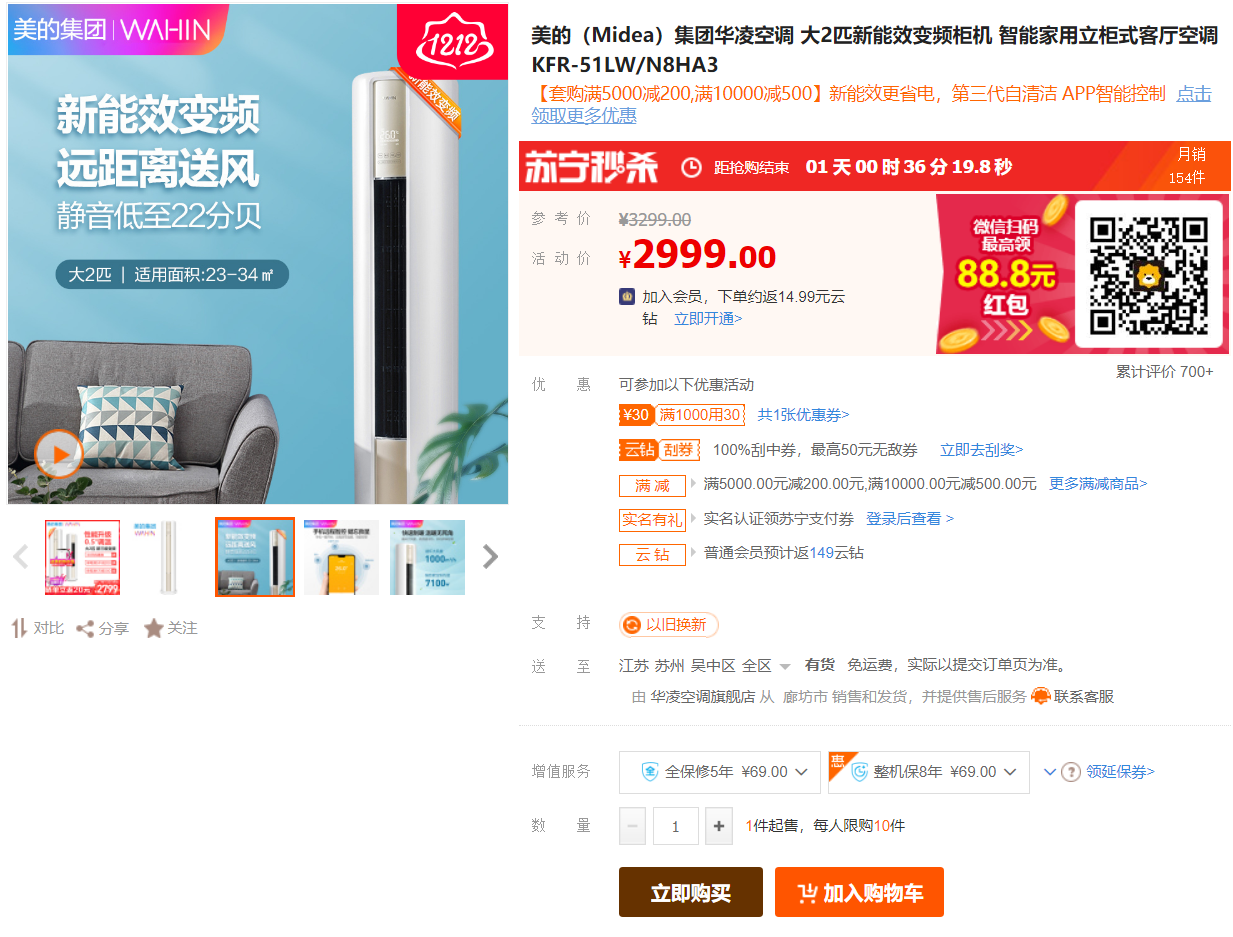 美的集团 WAHIN
1212
新能效变频
新能效变频
远距离送风
静音低至22分贝
大2匹 | 适用面积:23-34㎡
对比 分享 关注
美的（Midea）集团华凌空调 大2匹新能效变频柜机 智能家用立柜式客厅空调
KFR-51LW/N8HA3
【套购满5000减200,满10000减500】新能效更省电，第三代自清洁 APP智能控制 点击
领取更多优惠
苏宁秒杀 距抢购结束 01 天 00 时 36 分 19.8 秒
月销
154件
参考价 ¥3299.00
活动价 ¥2999.00
加入会员，下单约返14.99元云
钻 立即开通>
微信扫码
最高领
88.8元
红包
累计评价 700+
优惠 可参加以下优惠活动
¥30 满1000用30 共1张优惠券>
云钻 刮券 100%刮中券，最高50元无敌券 立即去刮奖>
满减 满5000.00元减200.00元,满10000.00元减500.00元 更多满减商品>
实名有礼 实名认证领苏宁支付券 登录后查看 >
云钻 普通会员预计返149云钻
支持 以旧换新
送至 江苏 苏州 吴中区 全区 有货 免运费，实际以提交订单页为准。
由 华凌空调旗舰店 从 廊坊市 销售和发货，并提供售后服务 联系客服
增值服务 全保修5年 ¥69.00 惠 整机保8年 ¥69.00 ? 领延保券>
数量 − 1 + 1件起售，每人限购10件
立即购买 加入购物车